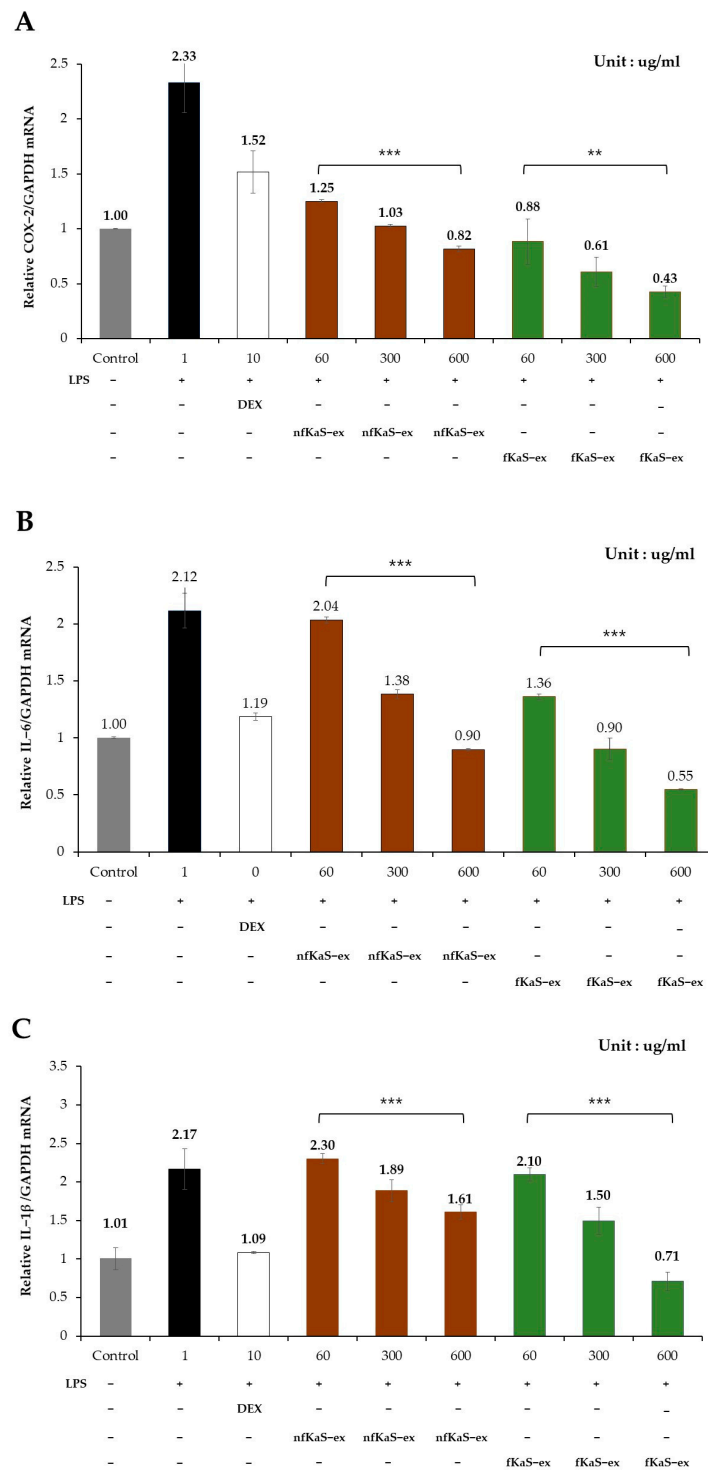 A
Unit : ug/ml
Relative COX-2/GAPDH mRNA
2.5
2
1.5
1
0.5
0
1.00
2.33
1.52
1.25
1.03
0.82
0.88
0.61
0.43
***
**
Control 1 10 60 300 600 60 300 600
LPS – + + + + + + + +
– – DEX – – – – – –
– – – nfKaS-ex nfKaS-ex nfKaS-ex – – –
– – – – – – fKaS-ex fKaS-ex fKaS-ex
B
Unit : ug/ml
Relative IL-6/GAPDH mRNA
2.5
2
1.5
1
0.5
0
1.00
2.12
1.19
2.04
1.38
0.90
1.36
0.90
0.55
***
***
Control 1 0 60 300 600 60 300 600
LPS – + + + + + + + +
– – DEX – – – – – –
– – – nfKaS-ex nfKaS-ex nfKaS-ex – – –
– – – – – – fKaS-ex fKaS-ex fKaS-ex
C
Unit : ug/ml
Relative IL-1β/GAPDH mRNA
3.5
3
2.5
2
1.5
1
0.5
0
1.01
2.17
1.09
2.30
1.89
1.61
2.10
1.50
0.71
***
***
Control 1 10 60 300 600 60 300 600
LPS – + + + + + + + +
– – DEX – – – – – –
– – – nfKaS-ex nfKaS-ex nfKaS-ex – – –
– – – – – – fKaS-ex fKaS-ex fKaS-ex